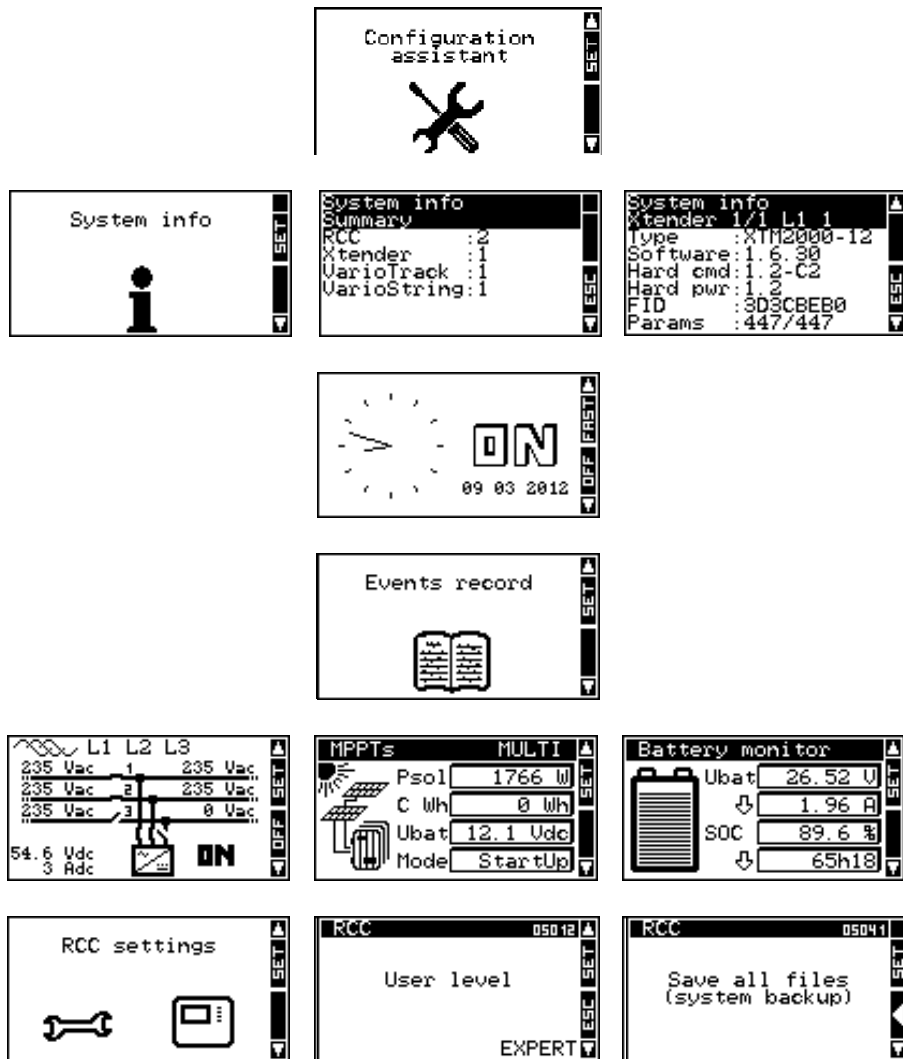 Configuration
assistant
SET
System info
SET
System info
Summary
RCC :2
Xtender :1
VarioTrack :1
VarioString:1
ESC
System info
Xtender 1/1 L1 1
Type :XTM2000-12
Software:1.6.30
Hard cmd:1.2-C2
Hard pwr:1.2
FID :3D3CBEB0
Params :447/447
ESC
ON
09 03 2012
FAST
OFF
Events record
SET
L1 L2 L3
235 Vac 1 235 Vac
235 Vac 2 235 Vac
235 Vac 3 0 Vac
54.6 Vdc
3 Adc
ON
SET
OFF
MPPTs MULTI
Psol 1766 W
C Wh 0 Wh
Ubat 12.1 Vdc
Mode StartUp
SET
Battery monitor
Ubat 26.52 V
1.96 A
SOC 89.6 %
65h18
SET
RCC settings
SET
RCC 05012
User level
EXPERT
SET
ESC
RCC 05041
Save all files
(system backup)
SET